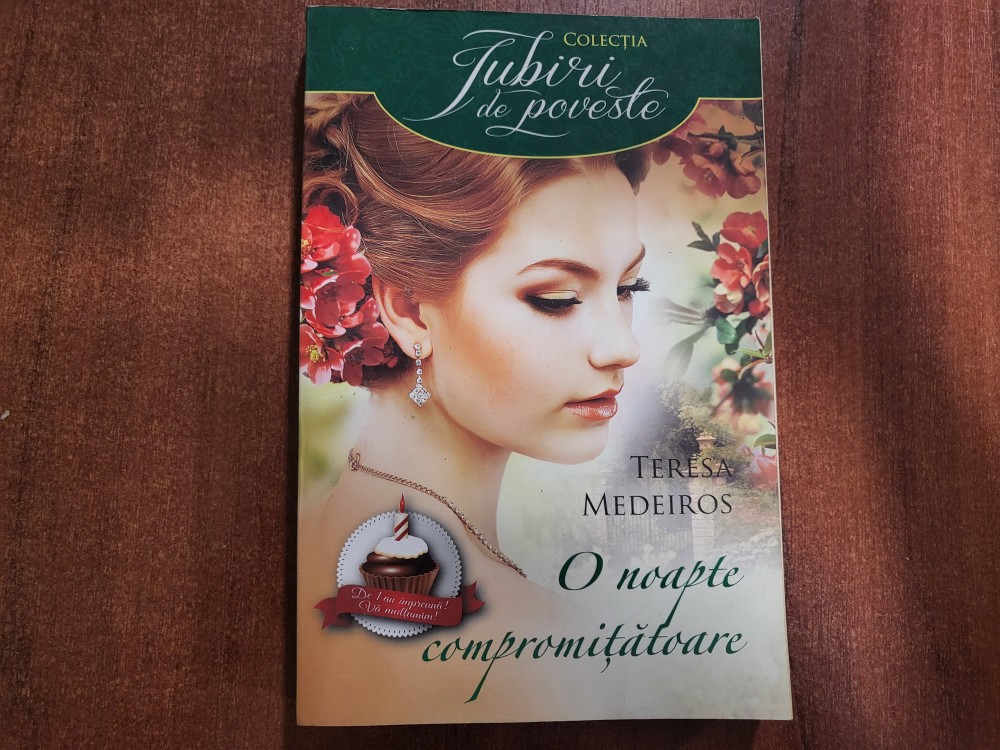 COLECȚIA
Iubiri
de poveste
TERESA
MEDEIROS
O noapte
compromițătoare
De 1 an împreună!
Vă mulțumim!